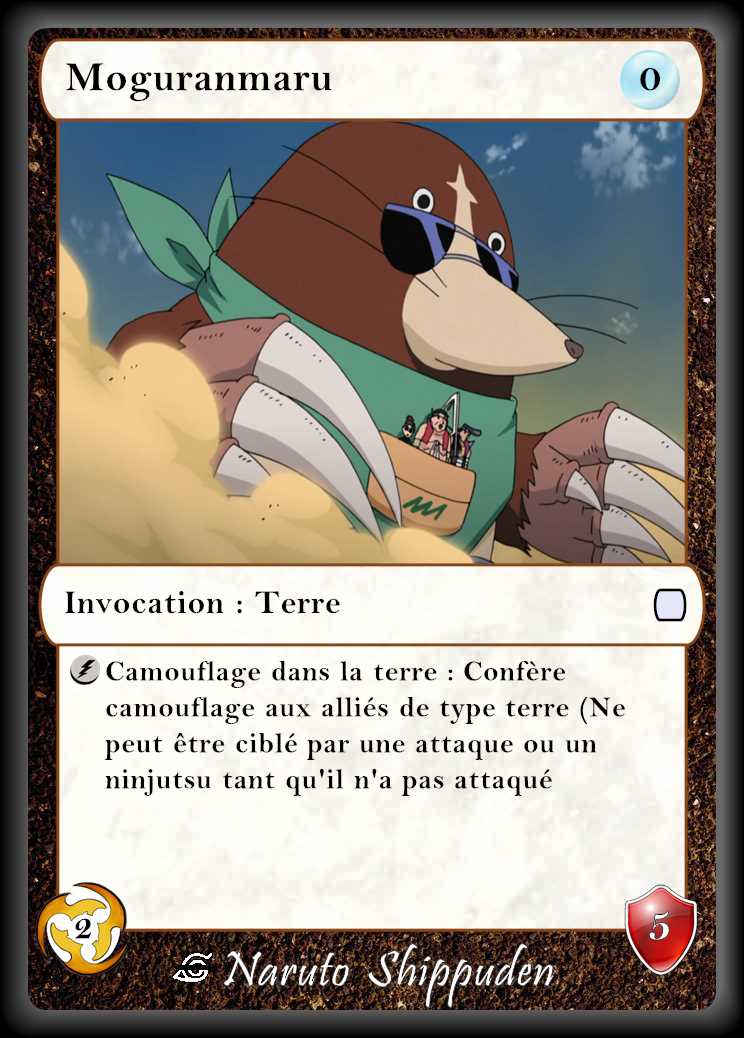 Moguranmaru
0
Invocation : Terre
Camouflage dans la terre : Confère
camouflage aux alliés de type terre (Ne
peut être ciblé par une attaque ou un
ninjutsu tant qu'il n'a pas attaqué
2
5
Naruto Shippuden